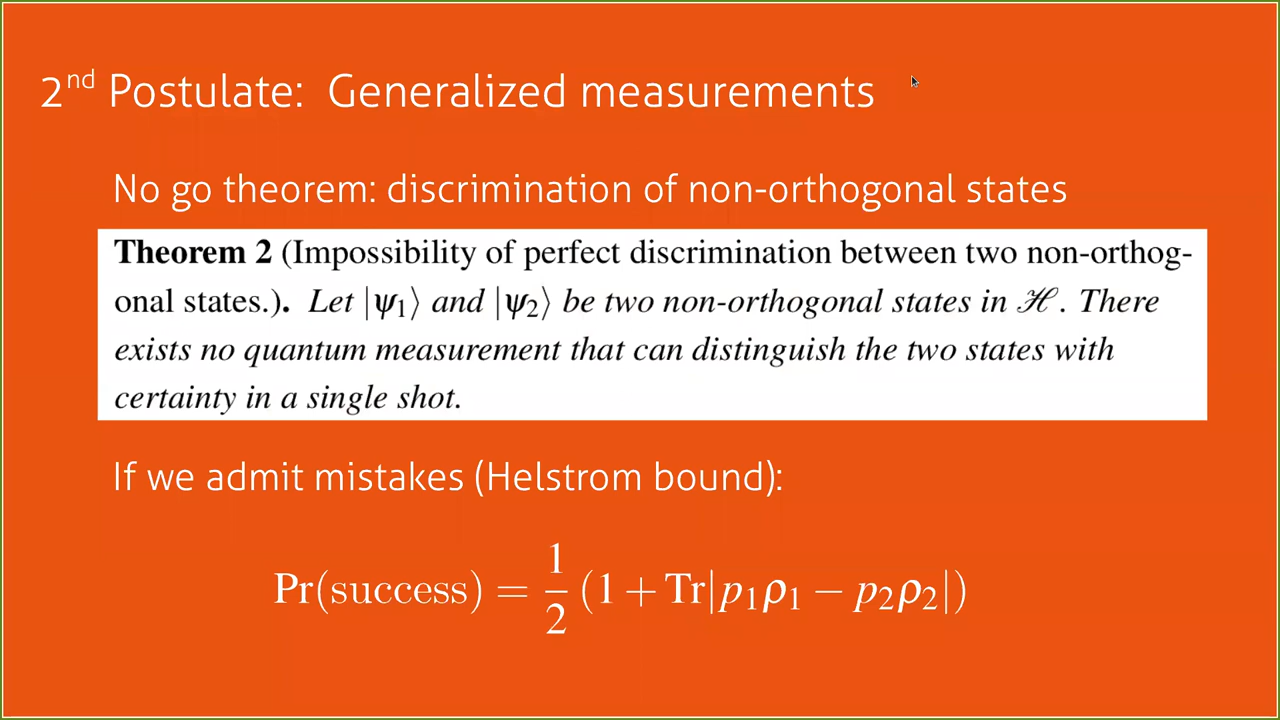 2nd Postulate: Generalized measurements
No go theorem: discrimination of non-orthogonal states
Theorem 2 (Impossibility of perfect discrimination between two non-orthog-
onal states.). Let |ψ₁⟩ and |ψ₂⟩ be two non-orthogonal states in ℋ. There
exists no quantum measurement that can distinguish the two states with
certainty in a single shot.
If we admit mistakes (Helstrom bound):
Pr(success) = 1/2 (1 + Tr|p₁ρ₁ − p₂ρ₂|)